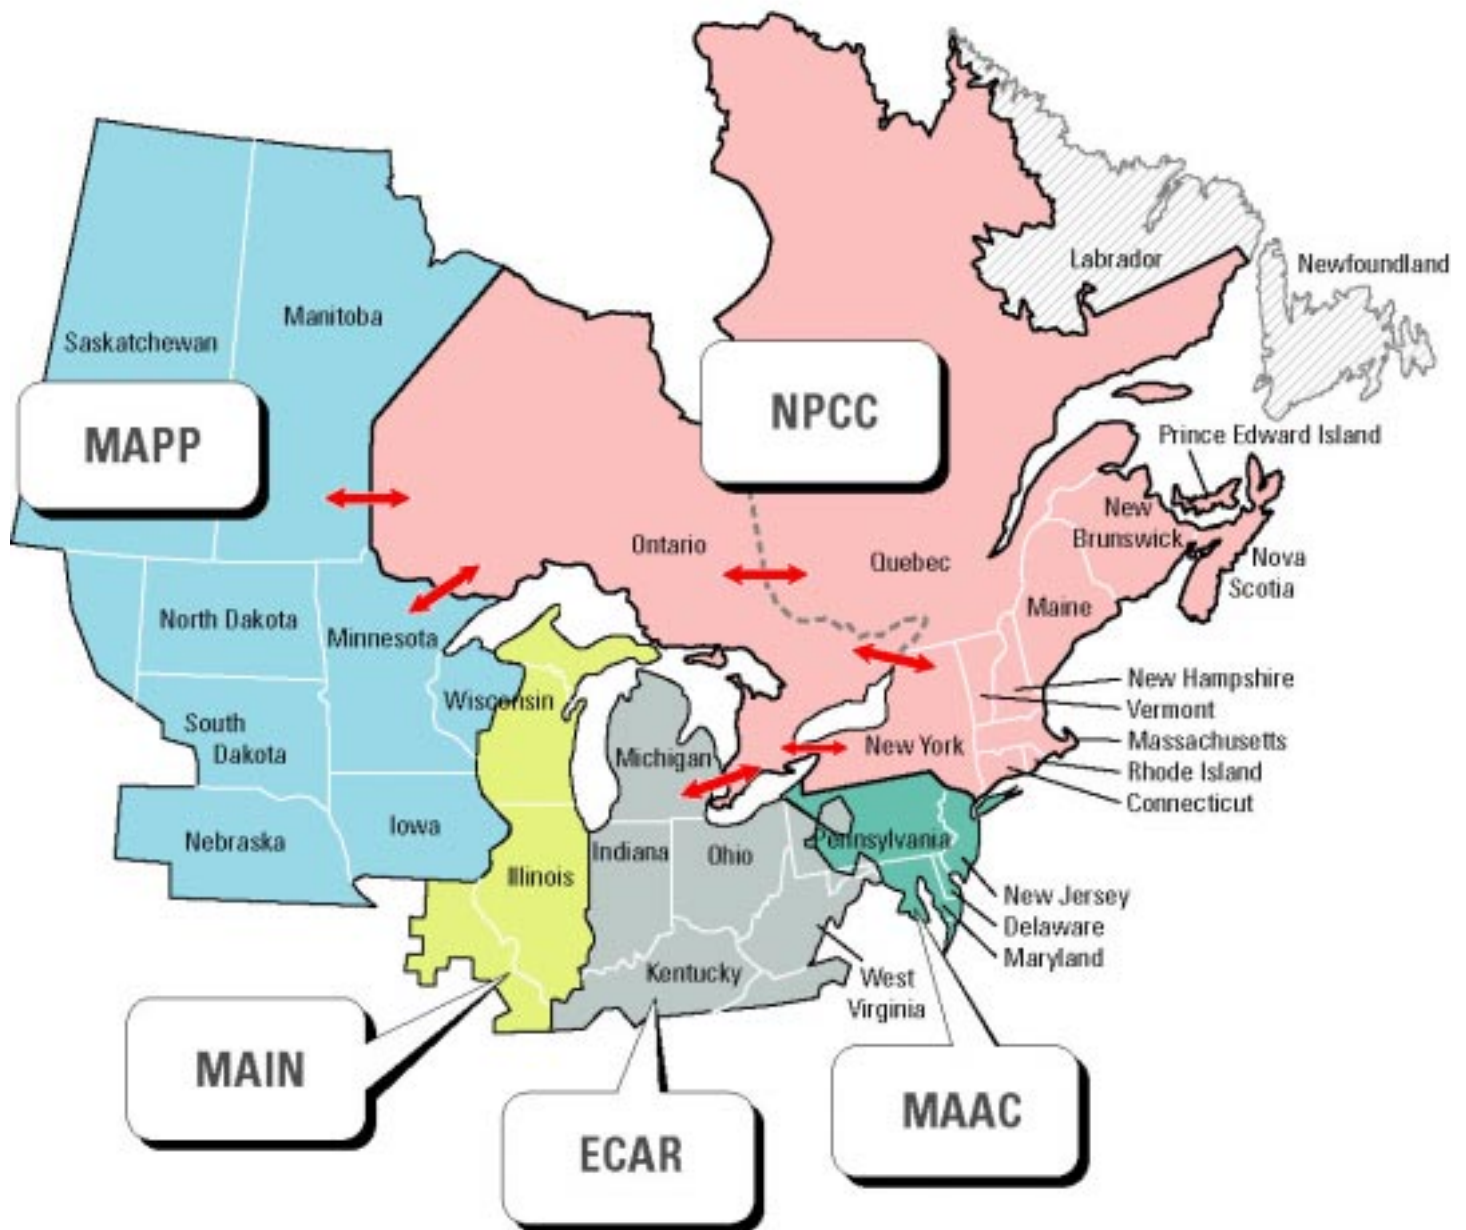 Labrador
Newfoundland
Manitoba
Saskatchewan
NPCC
MAPP
Prince Edward Island
New
Brunswick
Ontario
Quebec
Nova
Scotia
Maine
North Dakota
Minnesota
New Hampshire
Vermont
Wisconsin
South
Dakota
Michigan
New York
Massachusetts
Rhode Island
Connecticut
Iowa
Nebraska
Pennsylvania
Indiana
Ohio
Illinois
New Jersey
Delaware
Maryland
Kentucky
West
Virginia
MAIN
MAAC
ECAR